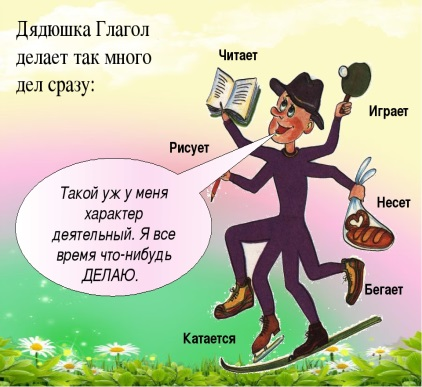 Дядюшка Глагол
делает так много
дел сразу:
Читает
Играет
Рисует
Такой уж у меня
характер
деятельный. Я все
время что-нибудь
ДЕЛАЮ.
Несет
Бегает
Катается